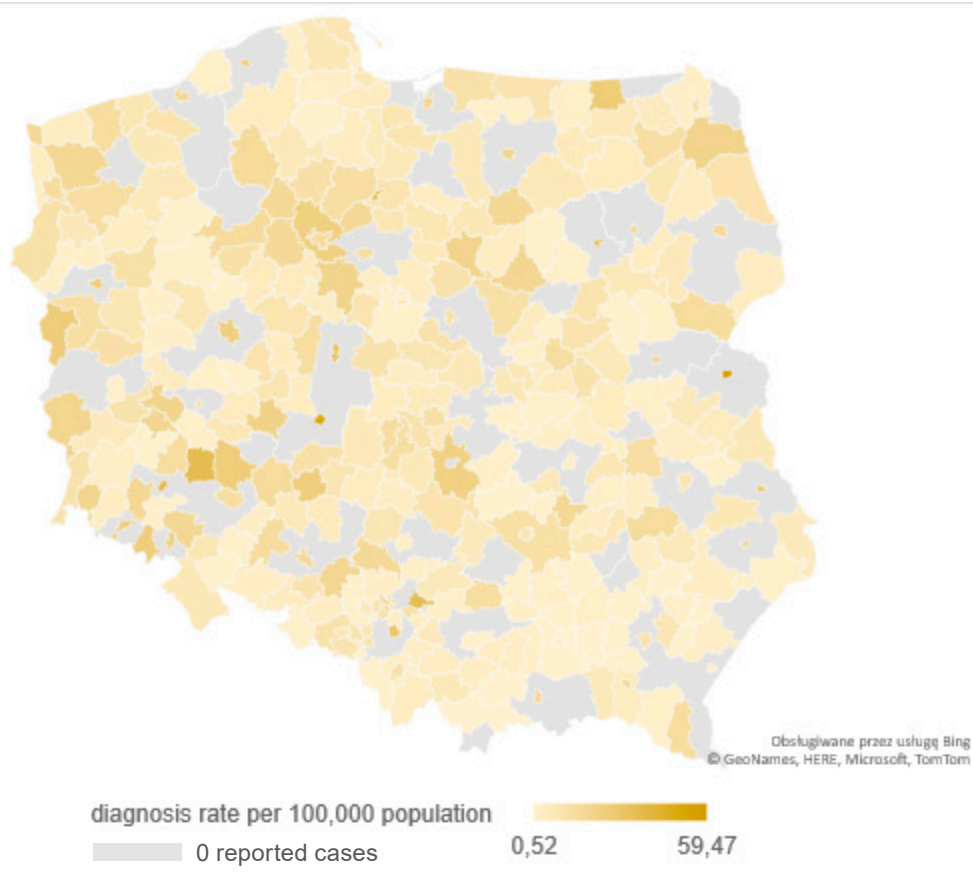 Obsługiwane przez usługę Bing
© GeoNames, HERE, Microsoft, TomTom
diagnosis rate per 100,000 population
0,52
59,47
0 reported cases